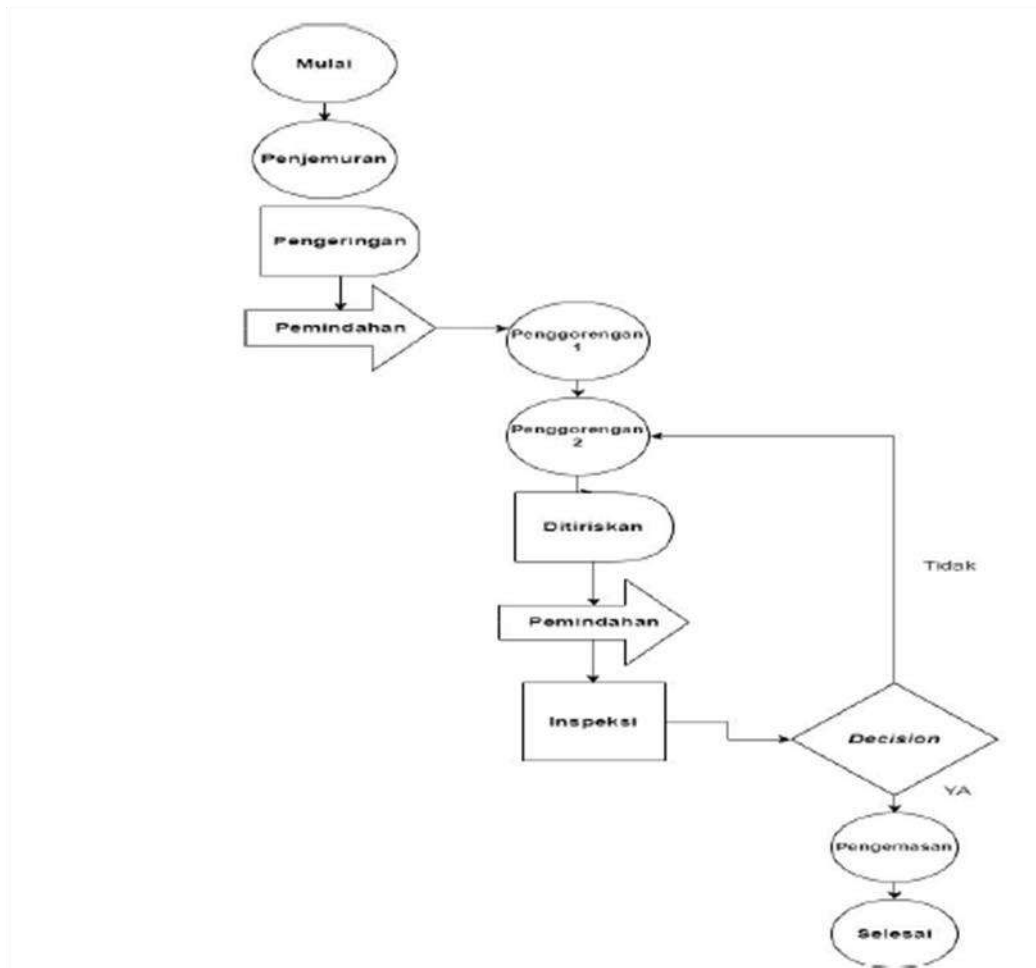 Mulai
Penjemuran
Pengeringan
Pemindahan
Penggorengan
1
Penggorengan
2
Ditiriskan
Tidak
Pemindahan
Inspeksi
Decision
YA
Pengemasan
Selesai